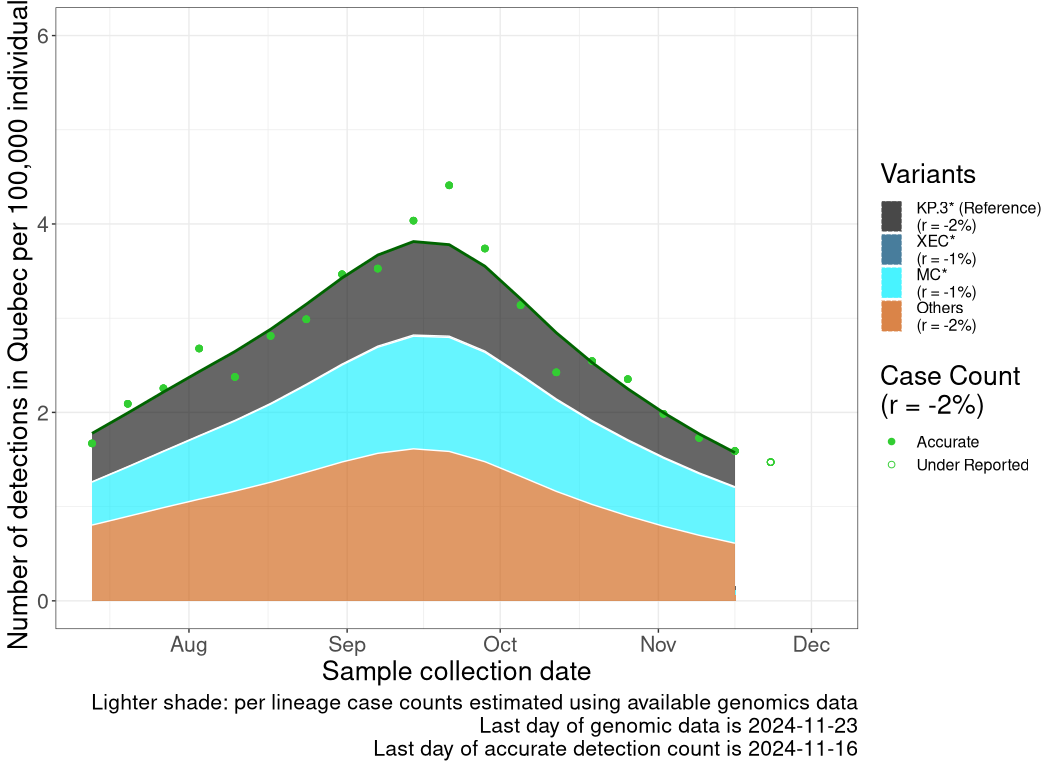 Number of detections in Quebec per 100,000 individual
6
4
2
0
Aug
Sep
Oct
Nov
Dec
Sample collection date
Lighter shade: per lineage case counts estimated using available genomics data
Last day of genomic data is 2024-11-23
Last day of accurate detection count is 2024-11-16
Variants
KP.3* (Reference)
(r = -2%)
XEC*
(r = -1%)
MC*
(r = -1%)
Others
(r = -2%)
Case Count
(r = -2%)
Accurate
Under Reported